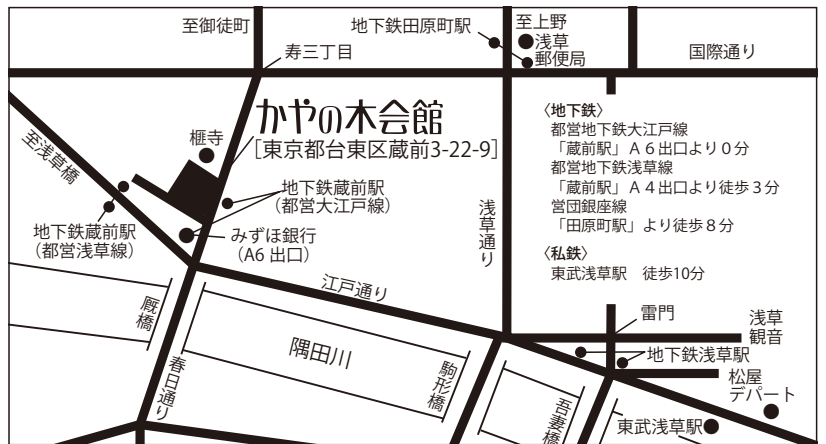 至御徒町
地下鉄田原町駅
至上野
浅草
郵便局
国際通り
寿三丁目
かやの木会館
[東京都台東区蔵前3-22-9]
榧寺
至浅草橋
地下鉄蔵前駅
(都営大江戸線)
地下鉄蔵前駅
(都営浅草線)
みずほ銀行
(A6 出口)
浅草通り
〈地下鉄〉
都営地下鉄大江戸線
「蔵前駅」A6出口より0分
都営地下鉄浅草線
「蔵前駅」A4出口より徒歩3分
営団銀座線
「田原町駅」より徒歩8分
〈私鉄〉
東武浅草駅 徒歩10分
江戸通り
雷門
浅草
観音
地下鉄浅草駅
松屋
デパート
厩橋
隅田川
駒形橋
春日通り
吾妻橋
東武浅草駅